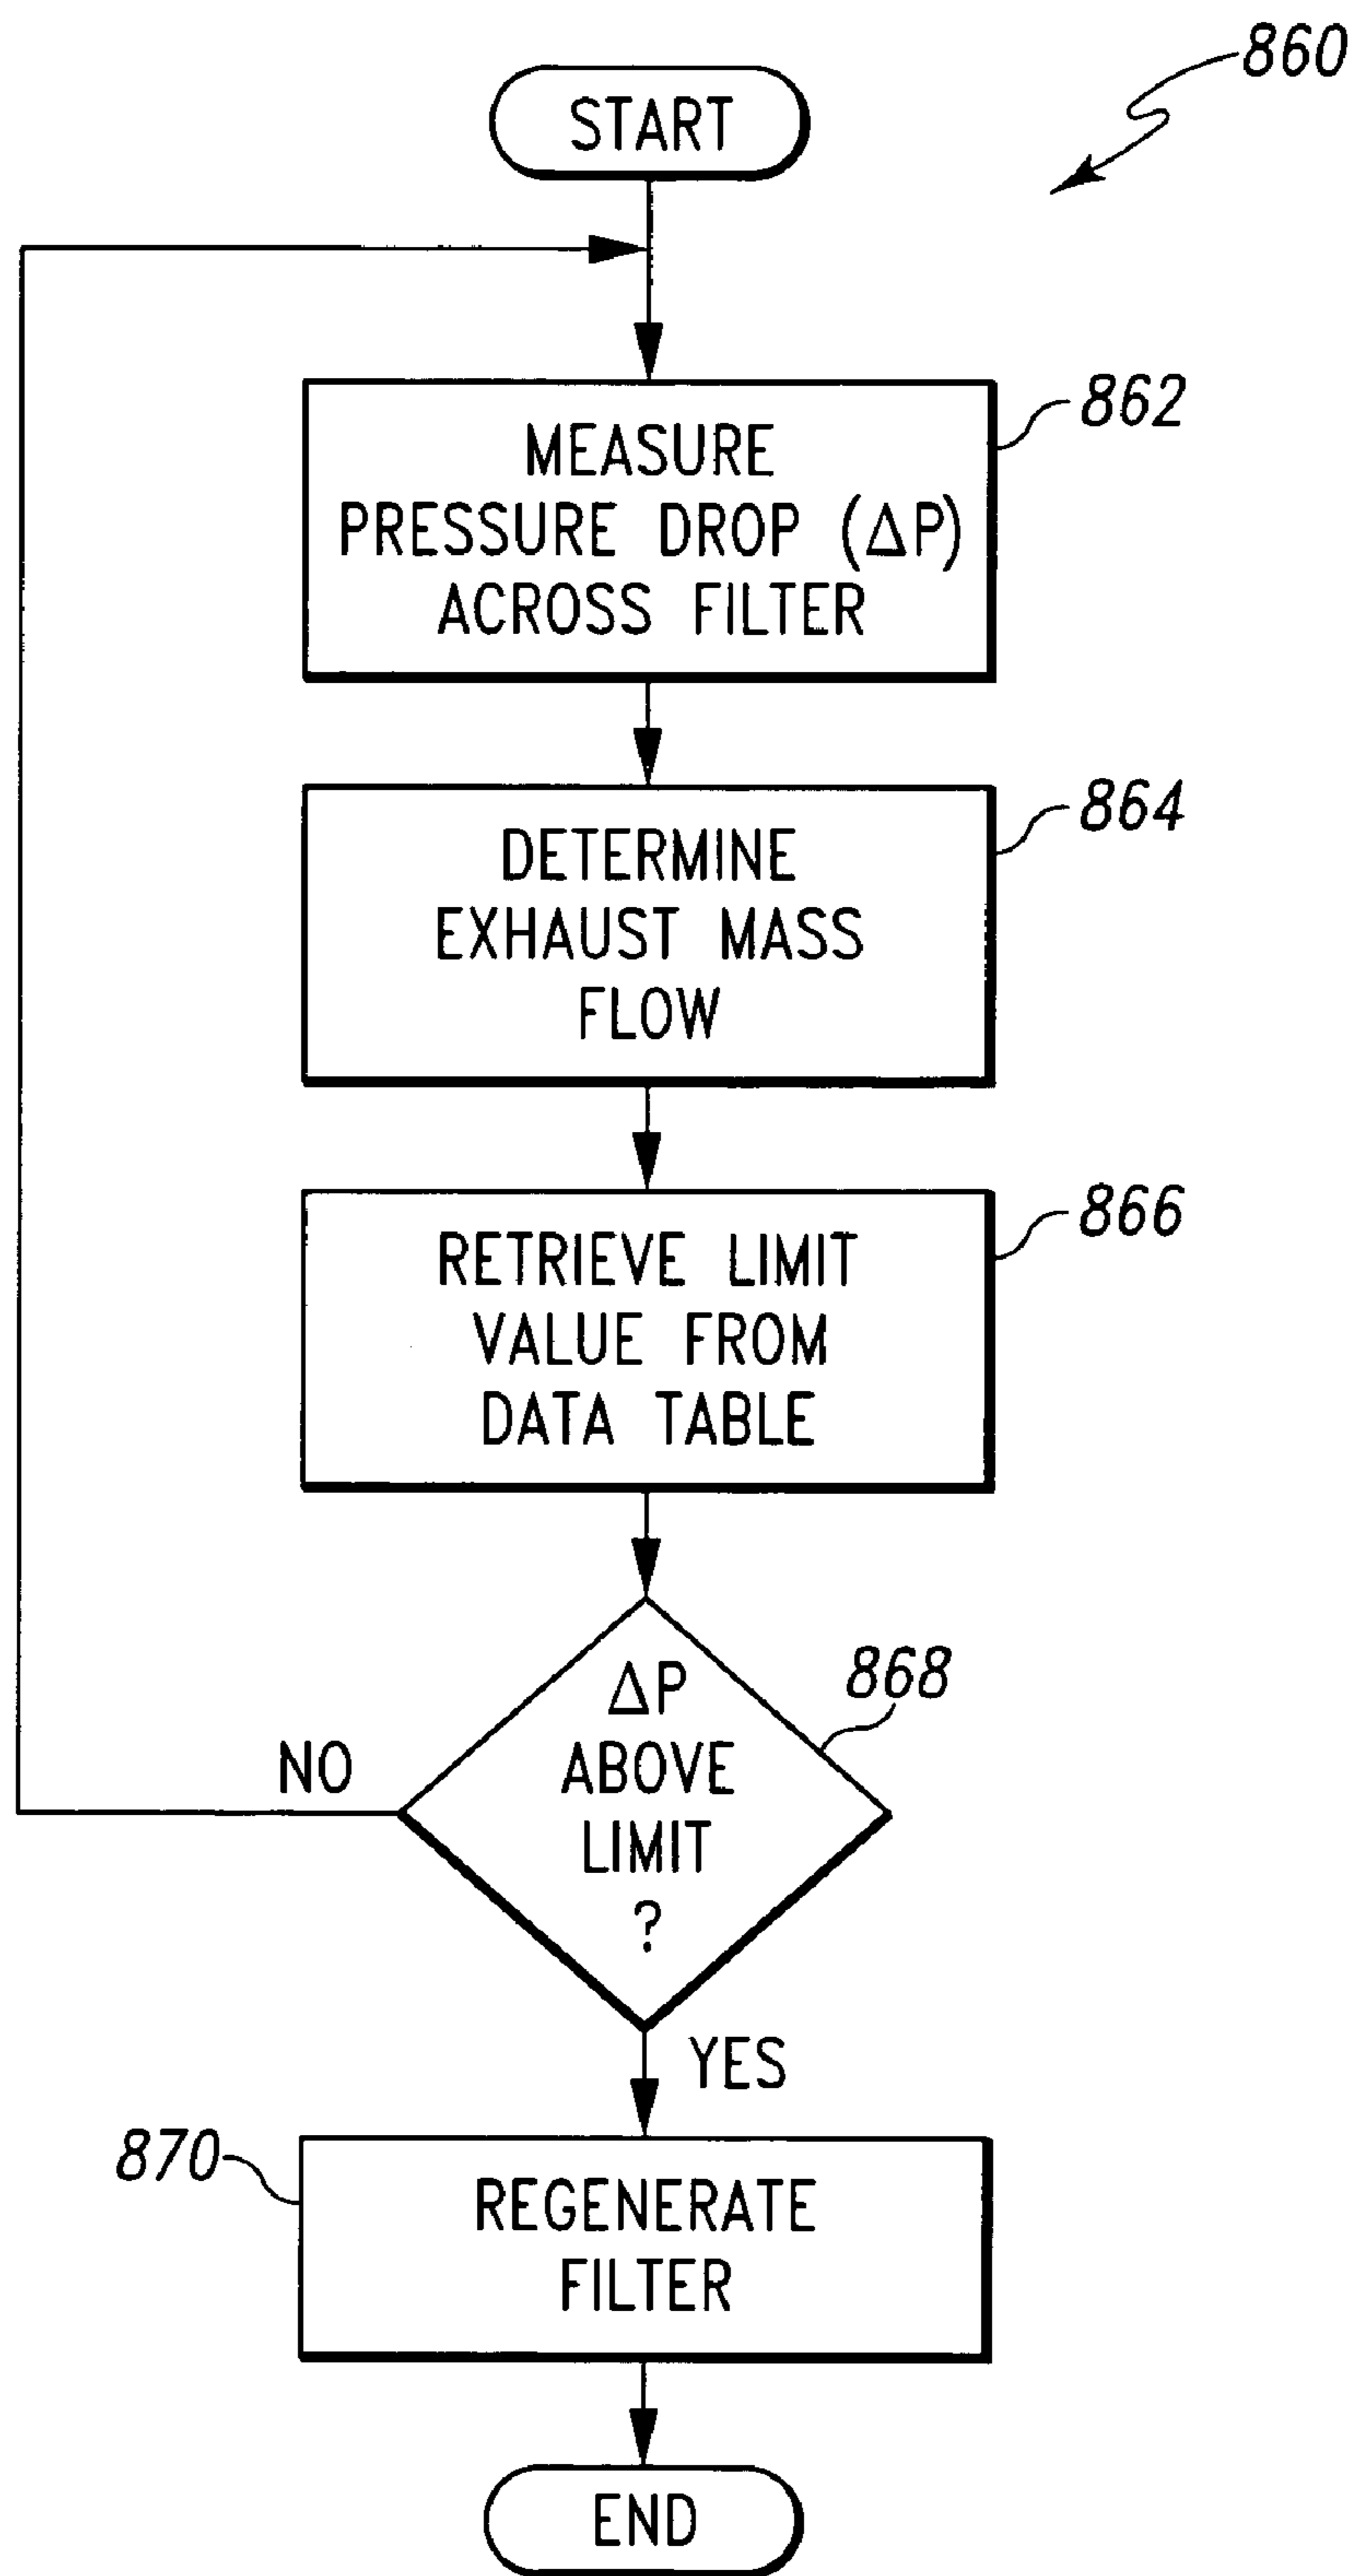 860
START
862
MEASURE
PRESSURE DROP (ΔP)
ACROSS FILTER
864
DETERMINE
EXHAUST MASS
FLOW
866
RETRIEVE LIMIT
VALUE FROM
DATA TABLE
868
ΔP
ABOVE
LIMIT
?
NO
YES
870
REGENERATE
FILTER
END